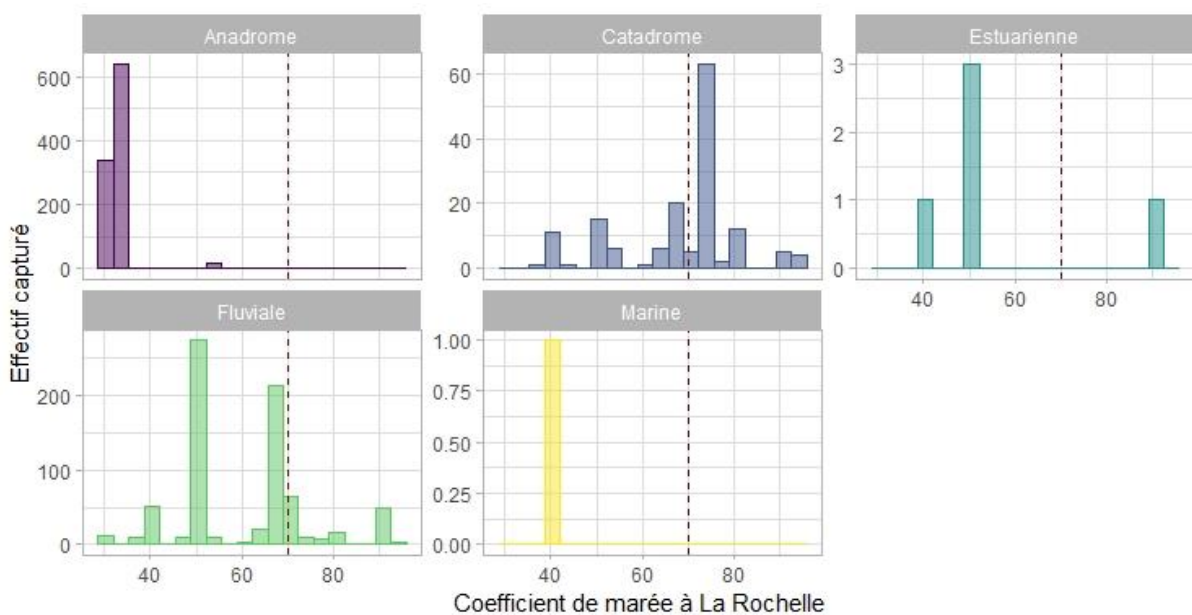 Anadrome
Catadrome
Estuarienne
600
400
200
0
60
40
20
0
3
2
1
0
40 60 80
Fluviale
Marine
Effectif capturé
200
100
0
1.00
0.75
0.50
0.25
0.00
40 60 80
40 60 80
Coefficient de marée à La Rochelle